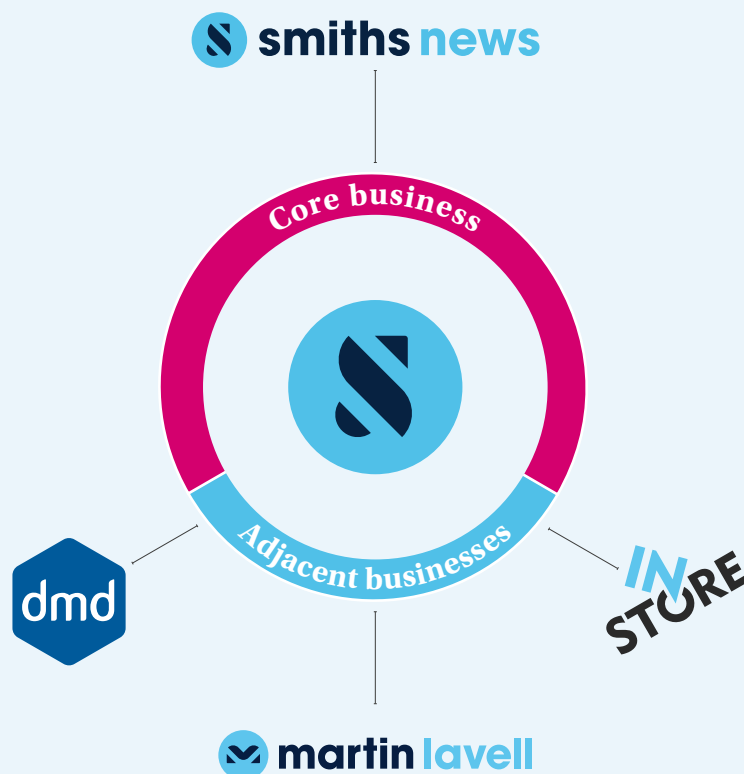 smiths news
Core business
S
Adjacent businesses
dmd
IN
STORE
martin lavell